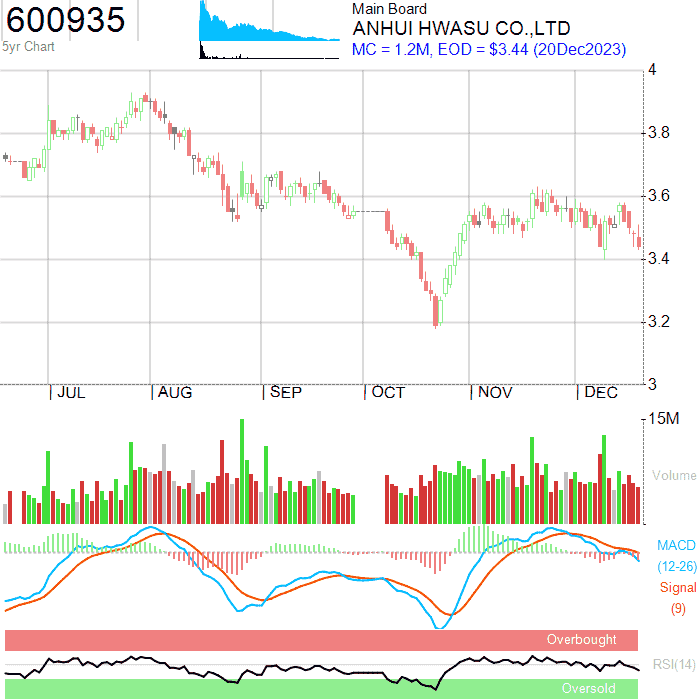 600935
5yr Chart
Main Board
ANHUI HWASU CO.,LTD
MC = 1.2M, EOD = $3.44 (20Dec2023)
4
3.8
3.6
3.4
3.2
3
JUL AUG SEP OCT NOV DEC
15M
Volume
MACD
(12-26)
Signal
(9)
Overbought
RSI(14)
Oversold